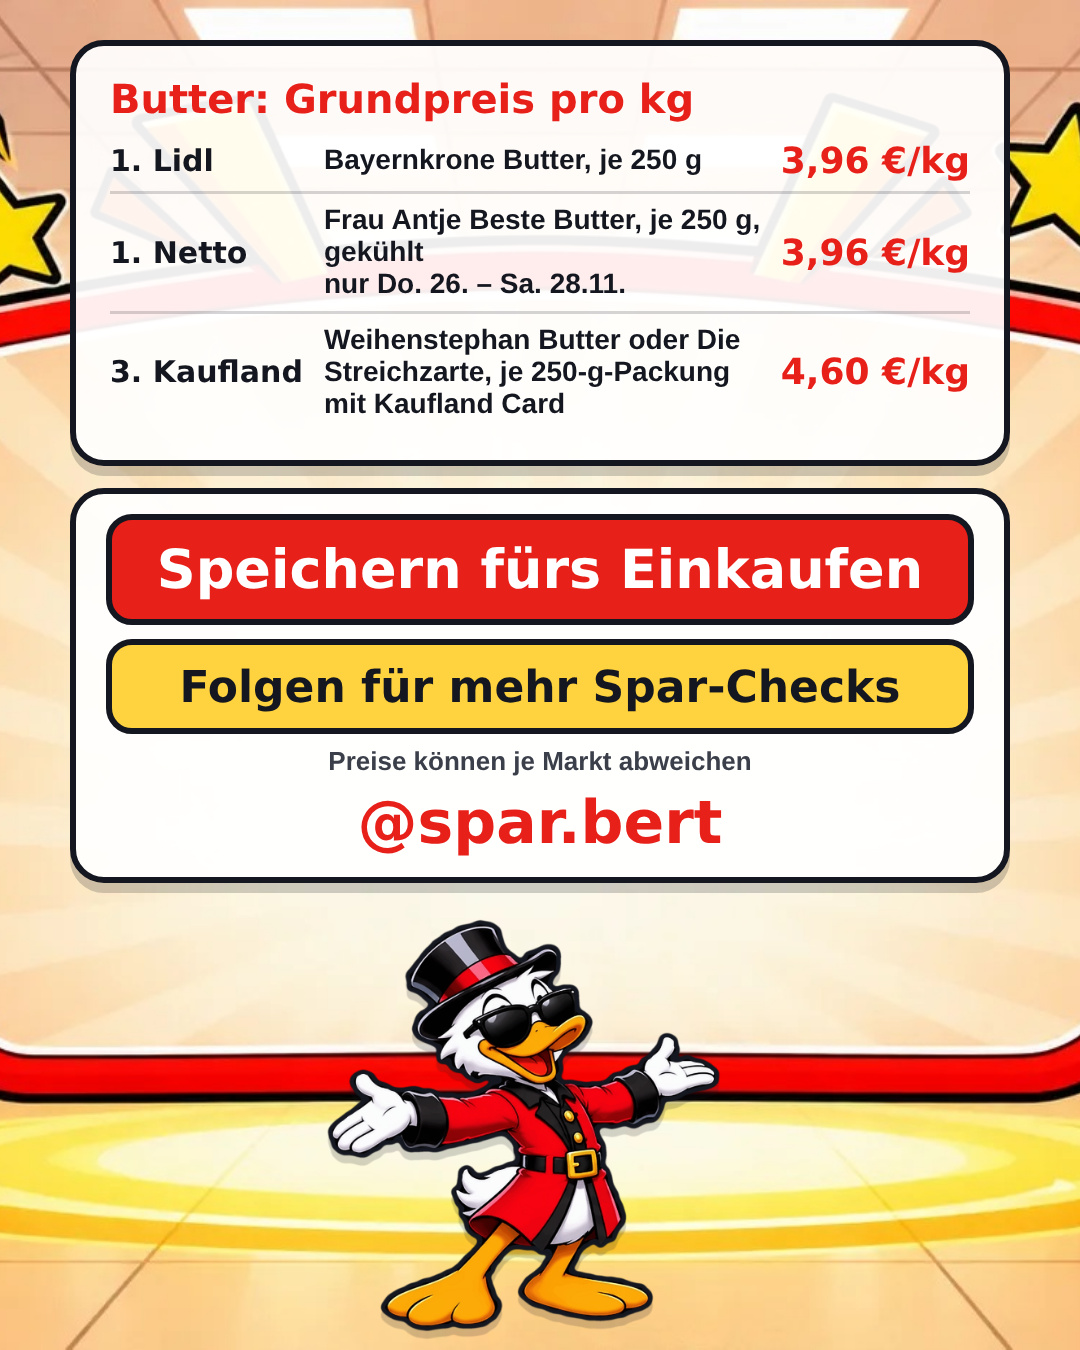 Butter: Grundpreis pro kg
1. Lidl Bayernkrone Butter, je 250 g 3,96 €/kg
1. Netto Frau Antje Beste Butter, je 250 g, gekühlt nur Do. 26. – Sa. 28.11. 3,96 €/kg
3. Kaufland Weihenstephan Butter oder Die Streichzarte, je 250-g-Packung mit Kaufland Card 4,60 €/kg
Speichern fürs Einkaufen
Folgen für mehr Spar-Checks
Preise können je Markt abweichen
@spar.bert